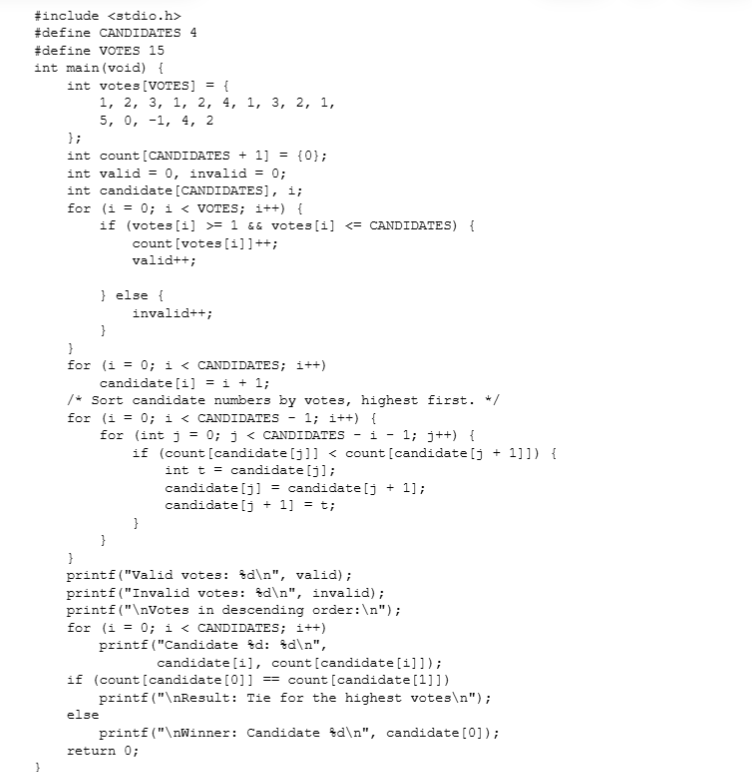 #include <stdio.h>
#define CANDIDATES 4
#define VOTES 15
int main(void) {
    int votes[VOTES] = {
        1, 2, 3, 1, 2, 4, 1, 3, 2, 1,
        5, 0, -1, 4, 2
    };
    int count[CANDIDATES + 1] = {0};
    int valid = 0, invalid = 0;
    int candidate[CANDIDATES], i;
    for (i = 0; i < VOTES; i++) {
        if (votes[i] >= 1 && votes[i] <= CANDIDATES) {
            count[votes[i]]++;
            valid++;

        } else {
            invalid++;
        }
    }
    for (i = 0; i < CANDIDATES; i++)
        candidate[i] = i + 1;
    /* Sort candidate numbers by votes, highest first. */
    for (i = 0; i < CANDIDATES - 1; i++) {
        for (int j = 0; j < CANDIDATES - i - 1; j++) {
            if (count[candidate[j]] < count[candidate[j + 1]]) {
                int t = candidate[j];
                candidate[j] = candidate[j + 1];
                candidate[j + 1] = t;
            }
        }
    }
    printf("Valid votes: %d\n", valid);
    printf("Invalid votes: %d\n", invalid);
    printf("\nVotes in descending order:\n");
    for (i = 0; i < CANDIDATES; i++)
        printf("Candidate %d: %d\n",
               candidate[i], count[candidate[i]]);
    if (count[candidate[0]] == count[candidate[1]])
        printf("\nResult: Tie for the highest votes\n");
    else
        printf("\nWinner: Candidate %d\n", candidate[0]);
    return 0;
}